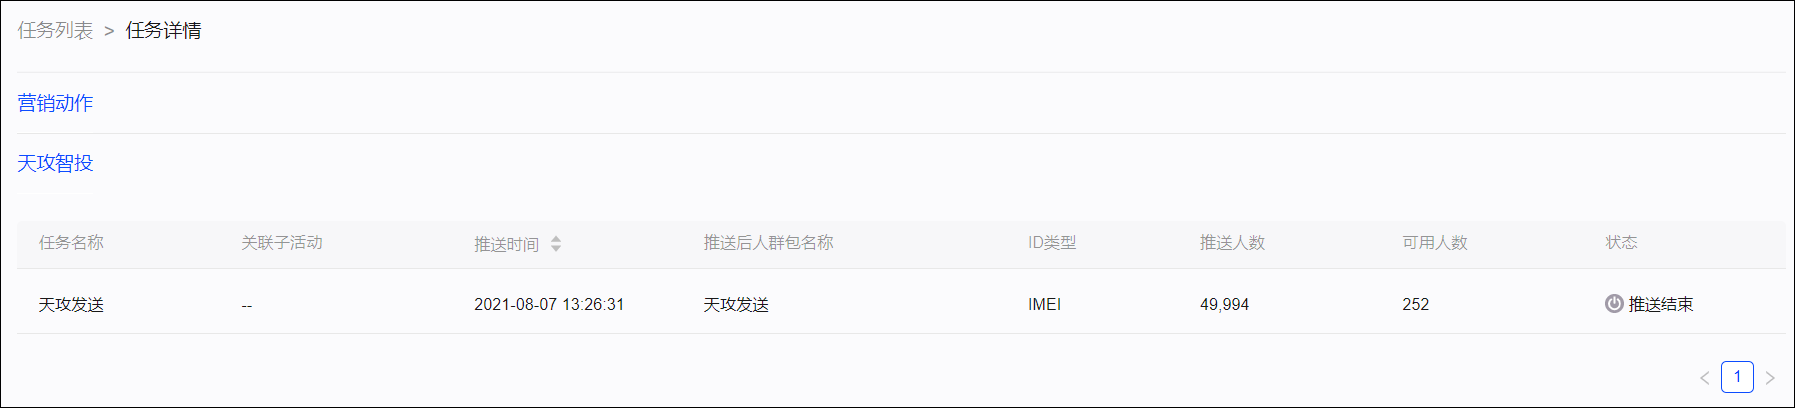 任务列表 > 任务详情
营销动作
天攻智投
任务名称 关联子活动 推送时间 推送后人群包名称 ID类型 推送人数 可用人数 状态
天攻发送 -- 2021-08-07 13:26:31 天攻发送 IMEI 49,994 252 推送结束
< 1 >